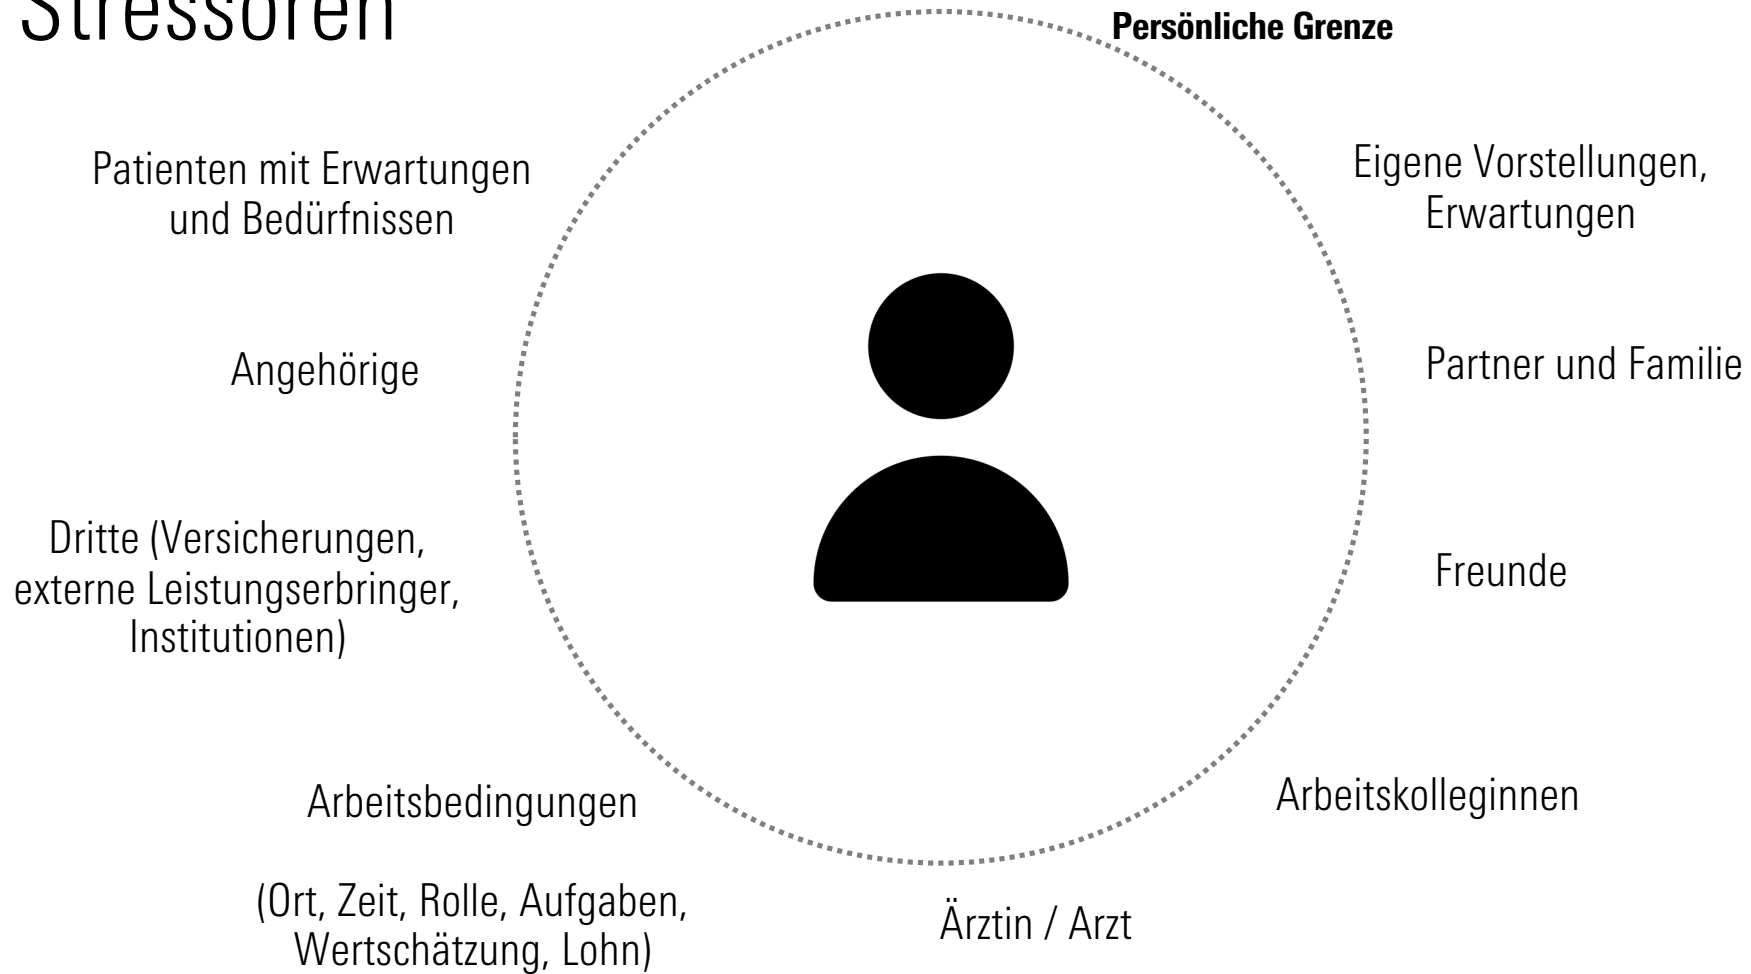 Stressoren
Persönliche Grenze
Patienten mit Erwartungen
und Bedürfnissen
Eigene Vorstellungen,
Erwartungen
Angehörige
Partner und Familie
Dritte (Versicherungen,
externe Leistungserbringer,
Institutionen)
Freunde
Arbeitsbedingungen
(Ort, Zeit, Rolle, Aufgaben,
Wertschätzung, Lohn)
Arbeitskolleginnen
Ärztin / Arzt